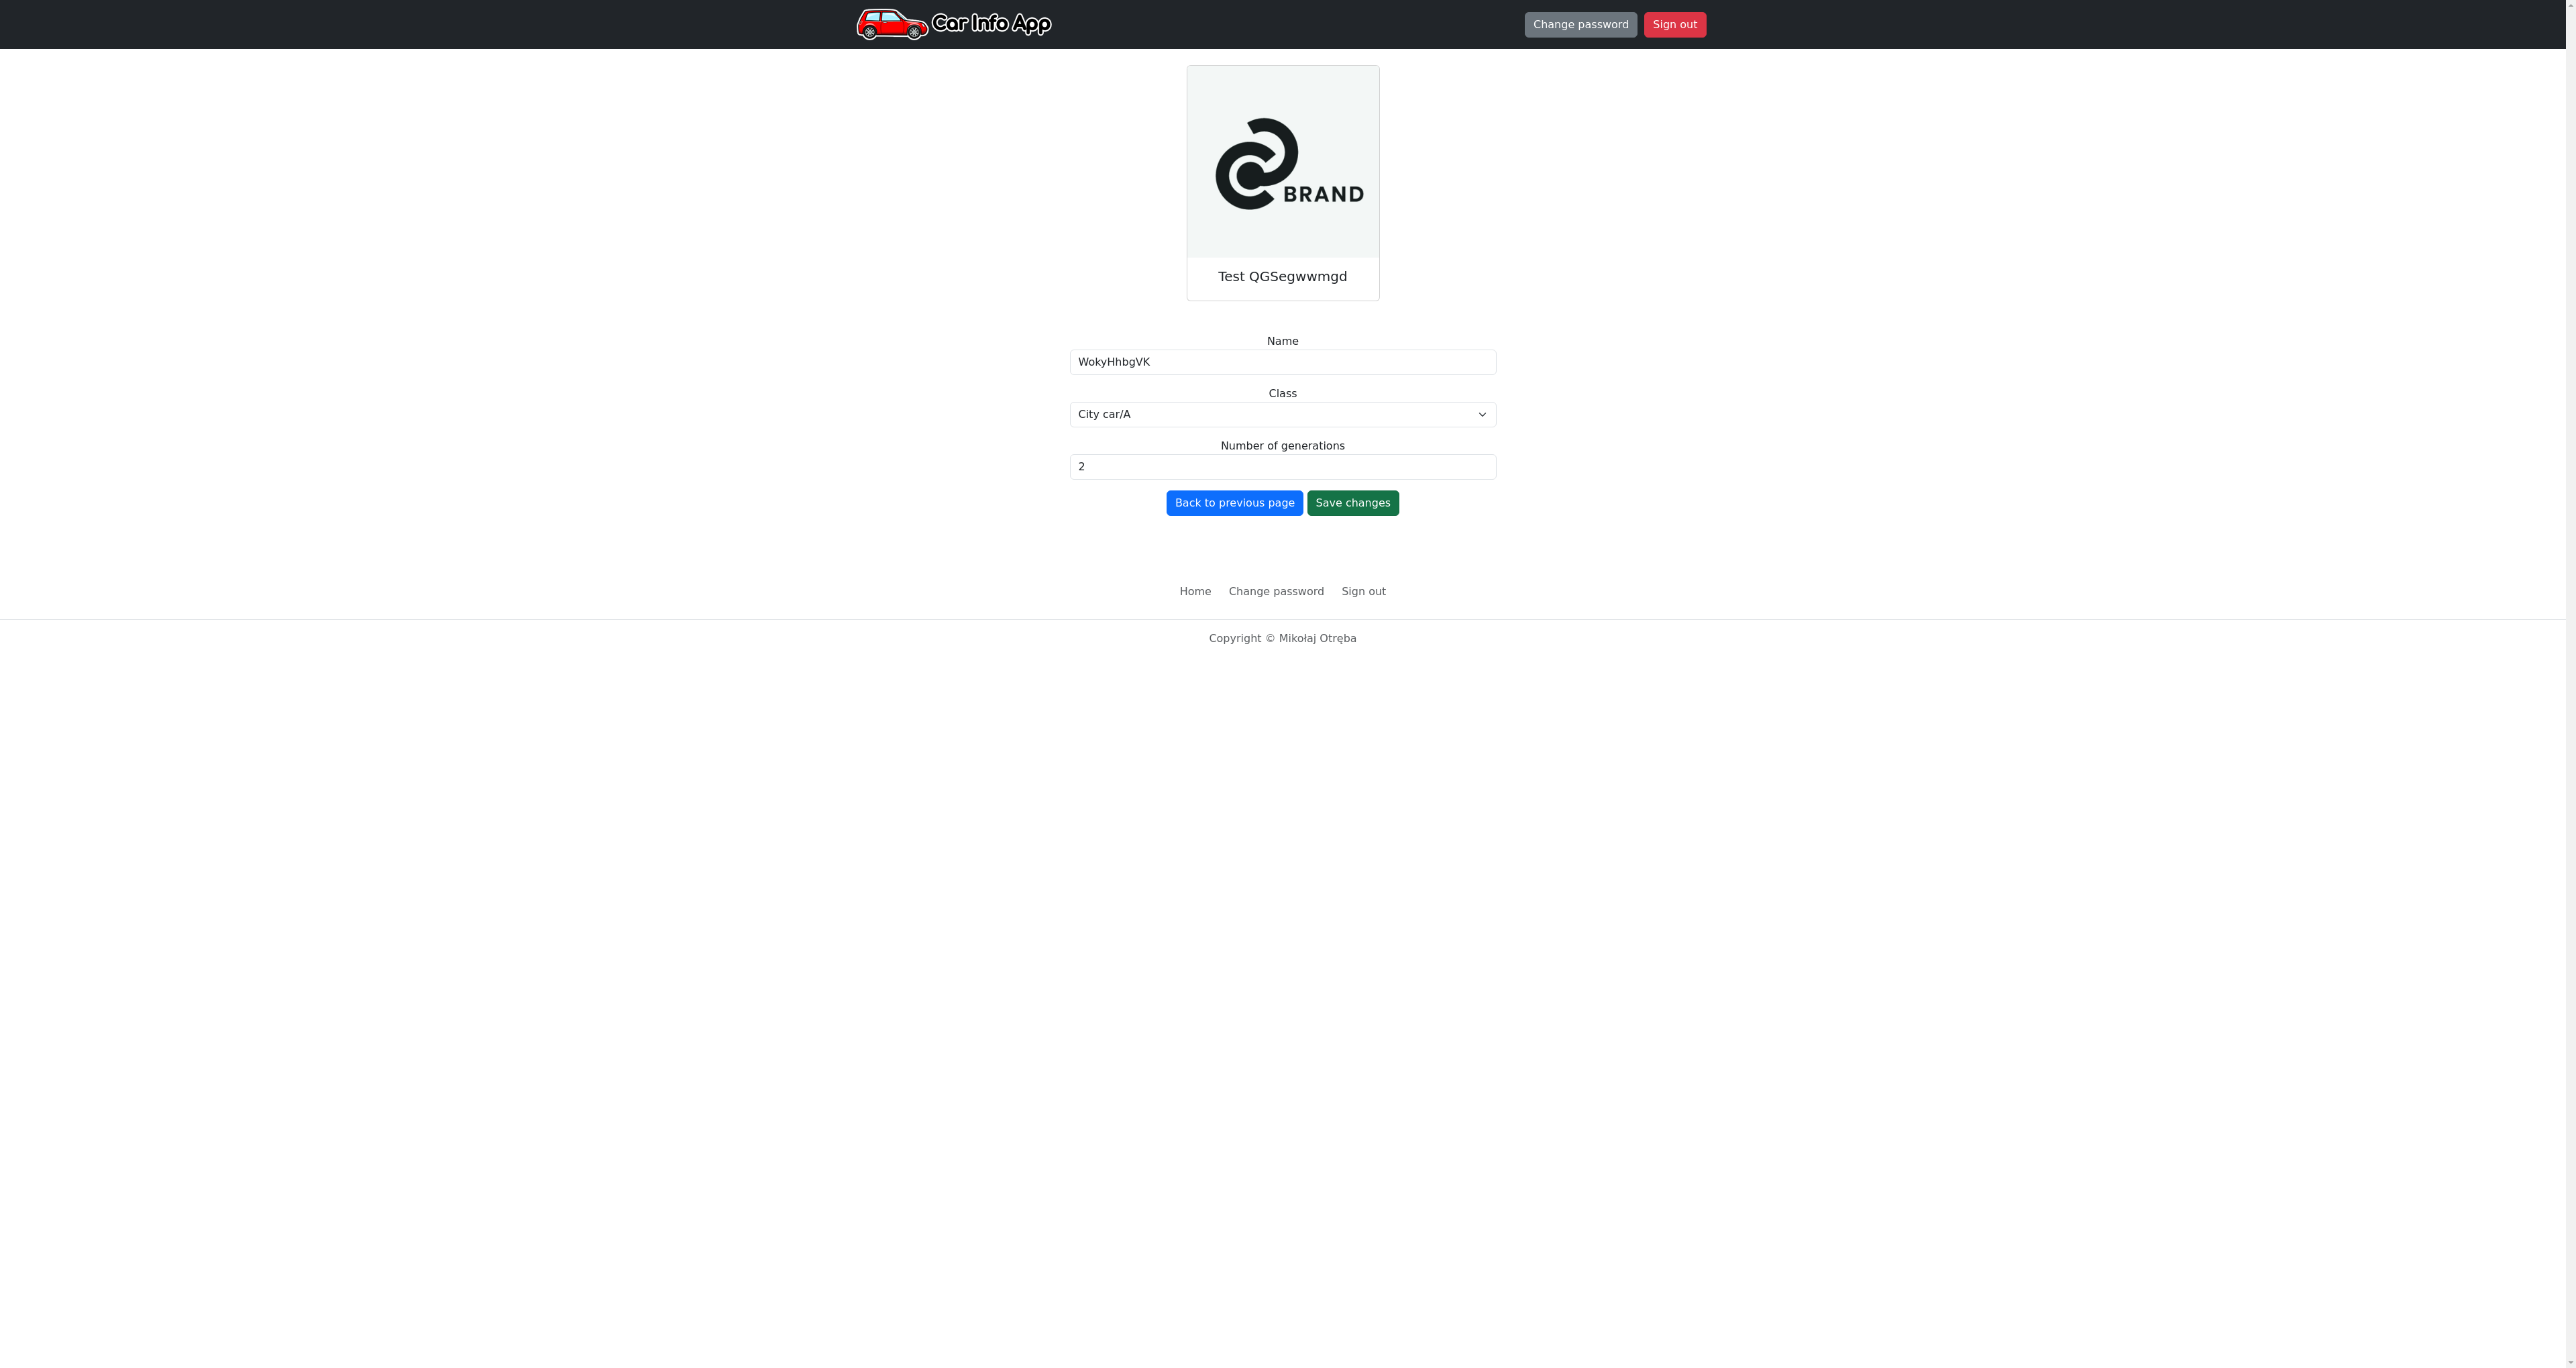 Car Info App
Change password
Sign out
BRAND
Test QGSegwwmgd
Name
WokyHhbgVK
Class
City car/A
Number of generations
2
Back to previous page
Save changes
Home
Change password
Sign out
Copyright © Mikołaj Otręba